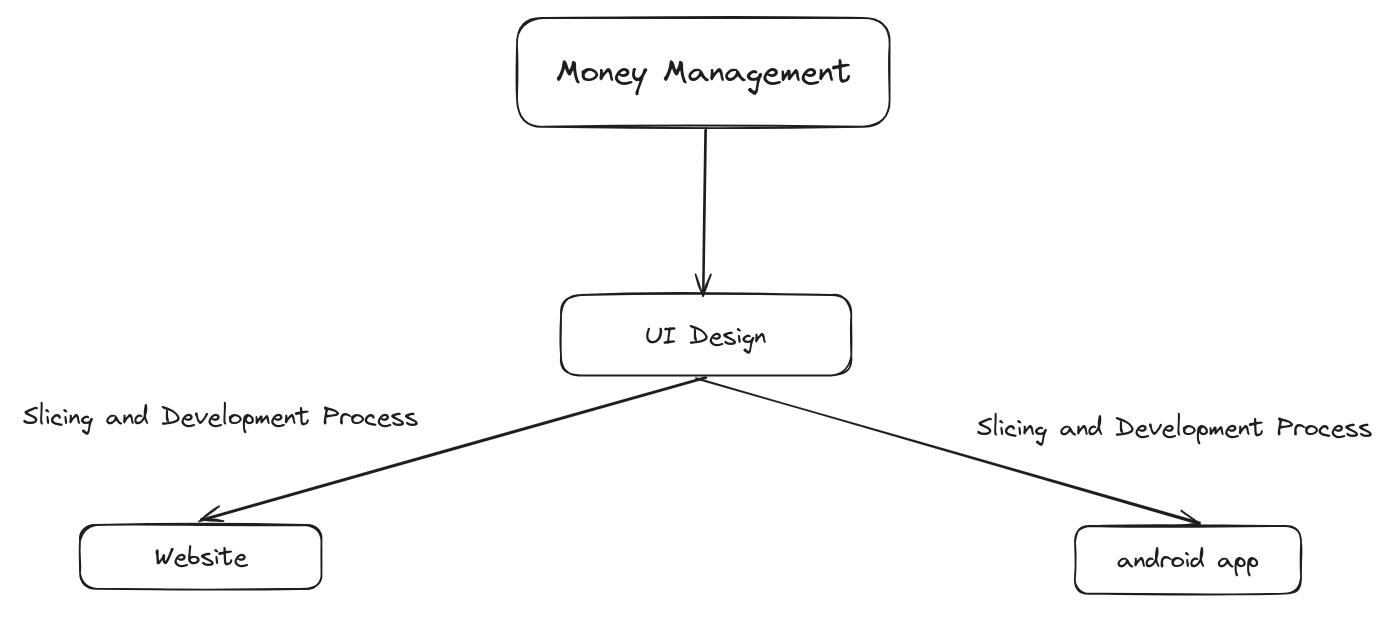 Money Management
UI Design
Slicing and Development Process
Slicing and Development Process
Website
android app